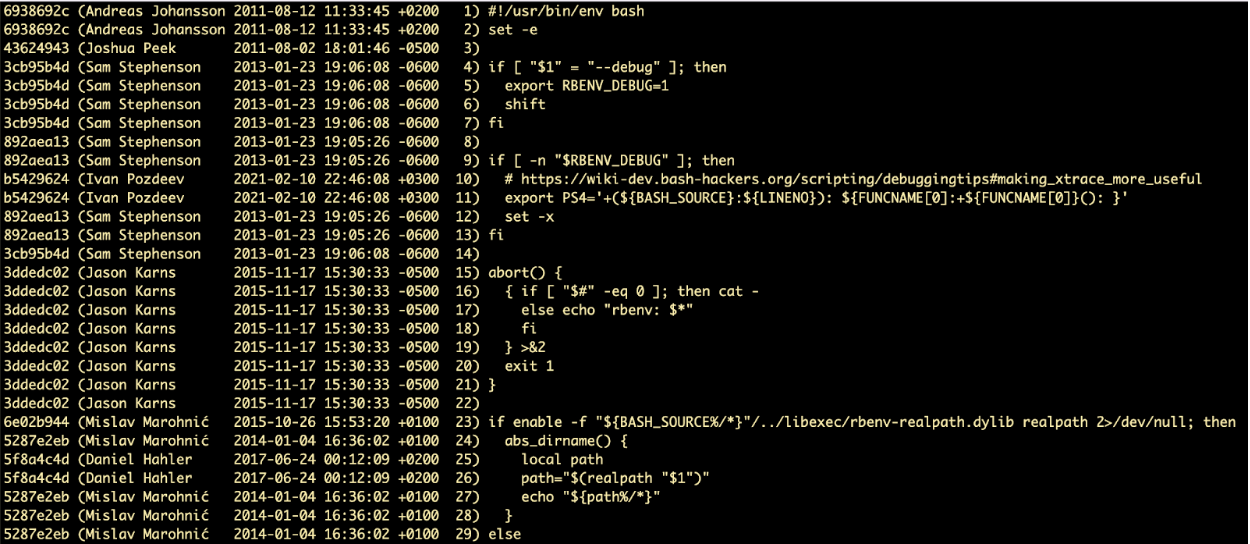 6938692c (Andreas Johansson 2011-08-12 11:33:45 +0200  1) #!/usr/bin/env bash
6938692c (Andreas Johansson 2011-08-12 11:33:45 +0200  2) set -e
43624943 (Joshua Peek       2011-08-02 18:01:46 -0500  3)
3cb95b4d (Sam Stephenson    2013-01-23 19:06:08 -0600  4) if [ "$1" = "--debug" ]; then
3cb95b4d (Sam Stephenson    2013-01-23 19:06:08 -0600  5)   export RBENV_DEBUG=1
3cb95b4d (Sam Stephenson    2013-01-23 19:06:08 -0600  6)   shift
3cb95b4d (Sam Stephenson    2013-01-23 19:06:08 -0600  7) fi
892aea13 (Sam Stephenson    2013-01-23 19:05:26 -0600  8)
892aea13 (Sam Stephenson    2013-01-23 19:05:26 -0600  9) if [ -n "$RBENV_DEBUG" ]; then
b5429624 (Ivan Pozdeev      2021-02-10 22:46:08 +0300 10)   # https://wiki-dev.bash-hackers.org/scripting/debuggingtips#making_xtrace_more_useful
b5429624 (Ivan Pozdeev      2021-02-10 22:46:08 +0300 11)   export PS4='+(${BASH_SOURCE}:${LINENO}): ${FUNCNAME[0]:+${FUNCNAME[0]}(): }'
892aea13 (Sam Stephenson    2013-01-23 19:05:26 -0600 12)   set -x
892aea13 (Sam Stephenson    2013-01-23 19:05:26 -0600 13) fi
3cb95b4d (Sam Stephenson    2013-01-23 19:06:08 -0600 14)
3ddedc02 (Jason Karns       2015-11-17 15:30:33 -0500 15) abort() {
3ddedc02 (Jason Karns       2015-11-17 15:30:33 -0500 16)   { if [ "$#" -eq 0 ]; then cat -
3ddedc02 (Jason Karns       2015-11-17 15:30:33 -0500 17)     else echo "rbenv: $*"
3ddedc02 (Jason Karns       2015-11-17 15:30:33 -0500 18)     fi
3ddedc02 (Jason Karns       2015-11-17 15:30:33 -0500 19)   } >&2
3ddedc02 (Jason Karns       2015-11-17 15:30:33 -0500 20)   exit 1
3ddedc02 (Jason Karns       2015-11-17 15:30:33 -0500 21) }
3ddedc02 (Jason Karns       2015-11-17 15:30:33 -0500 22)
6e02b944 (Mislav Marohnić   2015-10-26 15:53:20 +0100 23) if enable -f "${BASH_SOURCE%/*}"/../libexec/rbenv-realpath.dylib realpath 2>/dev/null; then
5287e2eb (Mislav Marohnić   2014-01-04 16:36:02 +0100 24)   abs_dirname() {
5f8a4c4d (Daniel Hahler     2017-06-24 00:12:09 +0200 25)     local path
5f8a4c4d (Daniel Hahler     2017-06-24 00:12:09 +0200 26)     path="$(realpath "$1")"
5287e2eb (Mislav Marohnić   2014-01-04 16:36:02 +0100 27)     echo "${path%/*}"
5287e2eb (Mislav Marohnić   2014-01-04 16:36:02 +0100 28)   }
5287e2eb (Mislav Marohnić   2014-01-04 16:36:02 +0100 29) else